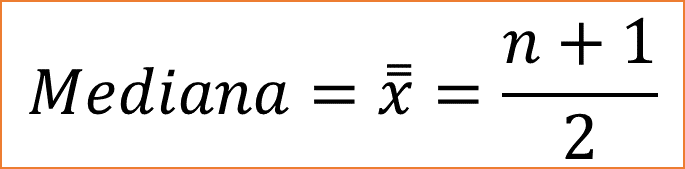 Mediana = x̿ = (n + 1)/2